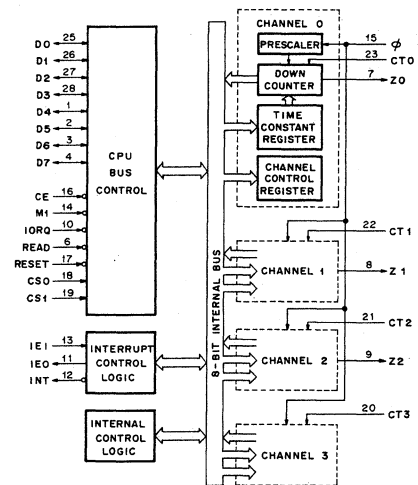 CHANNEL 0
PRESCALER
15 ϕ
23 CT0
DOWN COUNTER
7 Z0
TIME CONSTANT REGISTER
CHANNEL CONTROL REGISTER
D0 25
D1 26
D2 27
D3 28
D4 1
D5 2
D6 3
D7 4
CPU BUS CONTROL
CE 16
M1 14
IORQ 10
READ 6
RESET 17
CS0 18
CS1 19
8-BIT INTERNAL BUS
22 CT1
CHANNEL 1
8 Z1
21 CT2
CHANNEL 2
9 Z2
20 CT3
CHANNEL 3
IEI 13
IEO 11
INT 12
INTERRUPT CONTROL LOGIC
INTERNAL CONTROL LOGIC